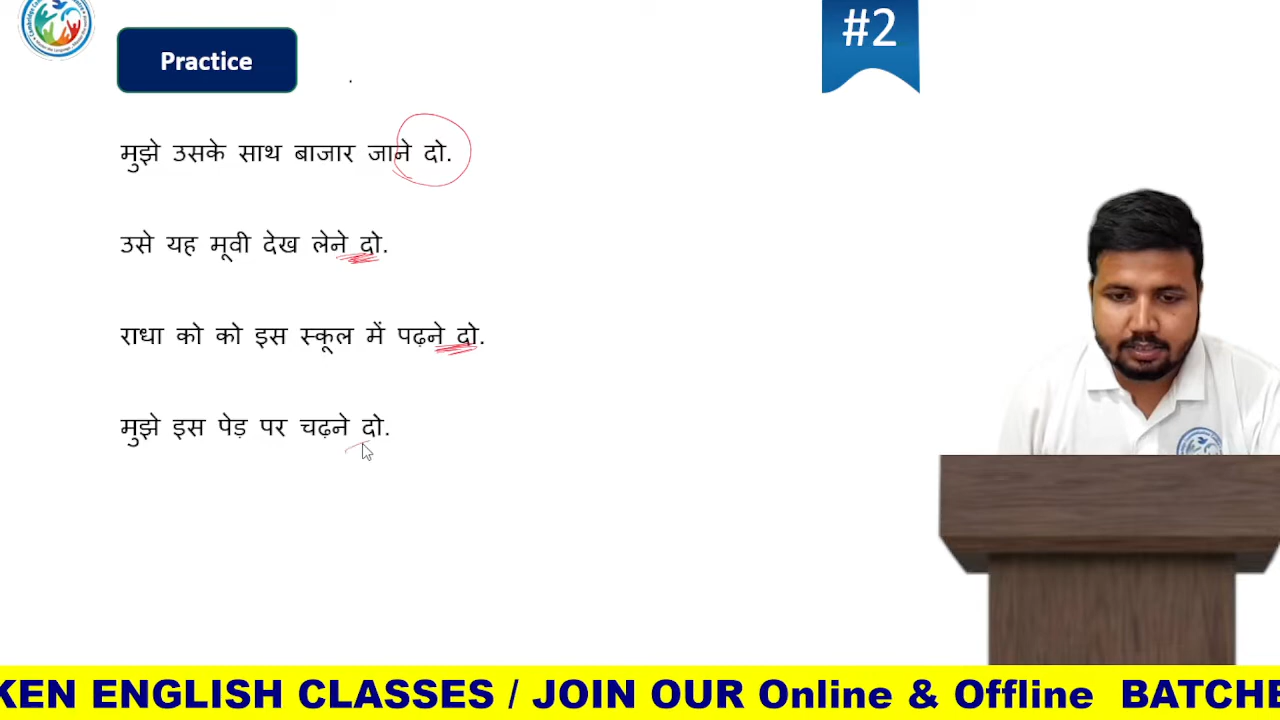 #2
Practice
मुझे उसके साथ बाजार जाने दो.
उसे यह मूवी देख लेने दो.
राधा को को इस स्कूल में पढ़ने दो.
मुझे इस पेड़ पर चढ़ने दो.
KEN ENGLISH CLASSES / JOIN OUR Online & Offline BATCHE